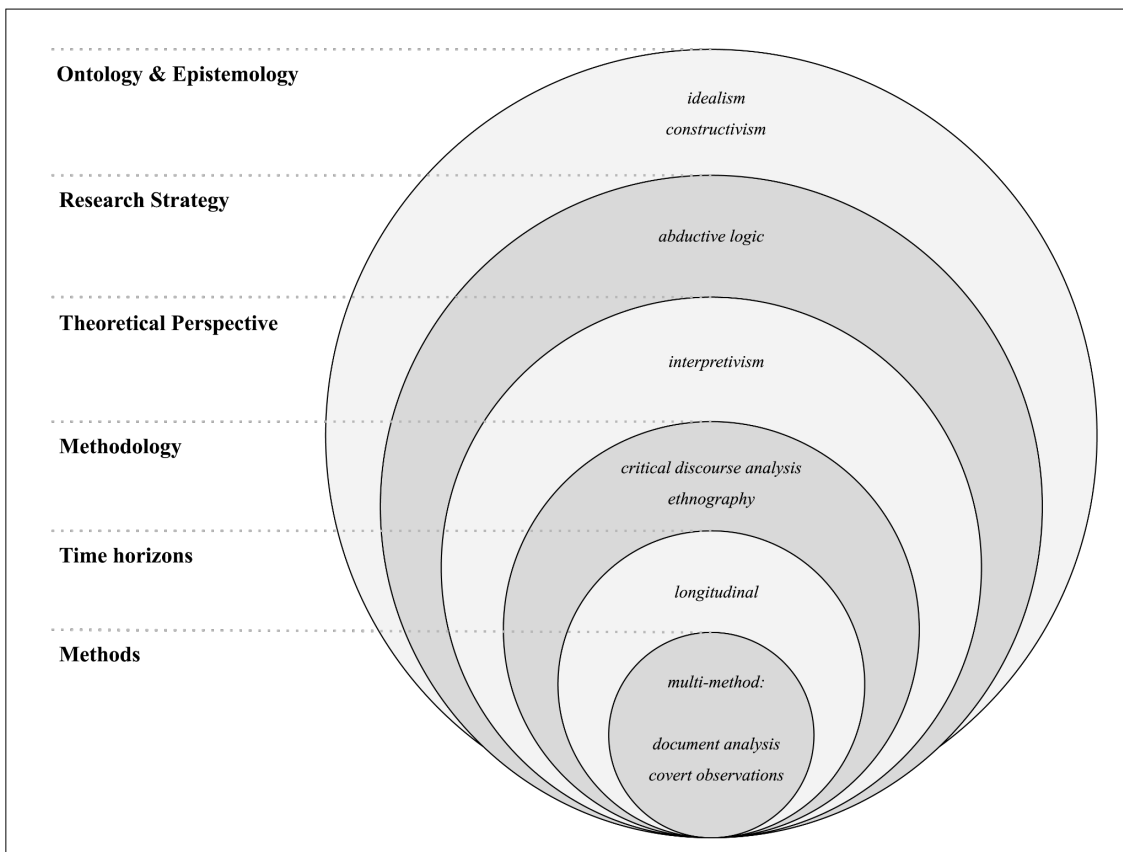 Ontology & Epistemology
idealism
constructivism
Research Strategy
abductive logic
Theoretical Perspective
interpretivism
Methodology
critical discourse analysis
ethnography
Time horizons
longitudinal
Methods
multi-method:
document analysis
covert observations